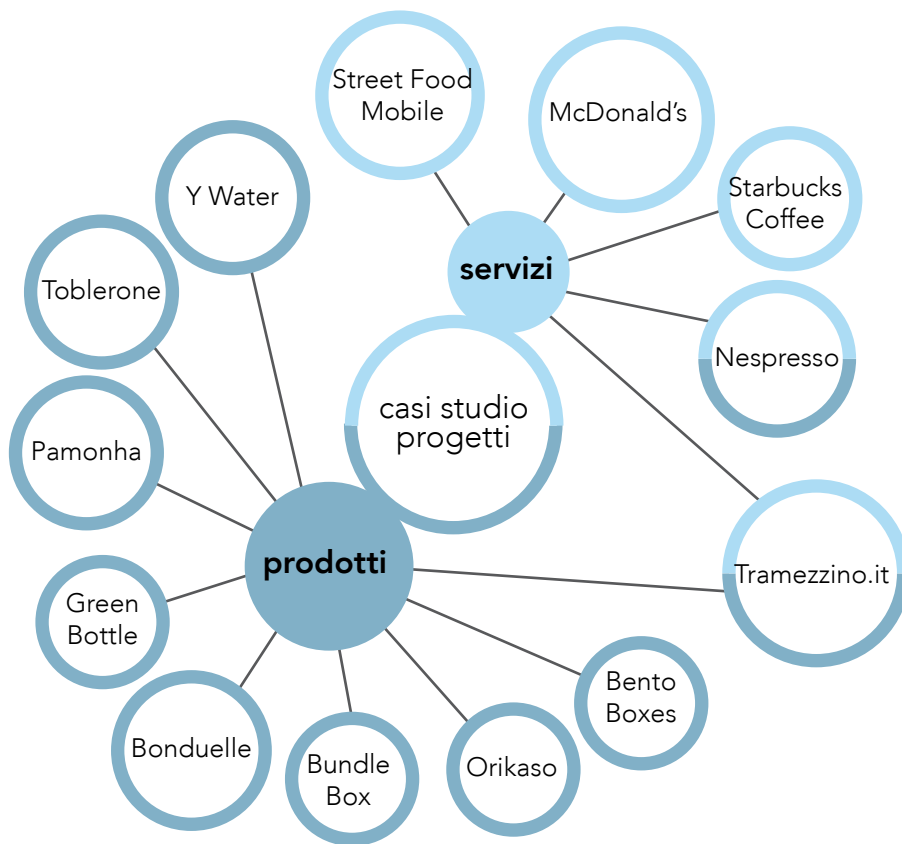 Street Food
Mobile
McDonald's
Y Water
Starbucks
Coffee
servizi
Toblerone
Nespresso
casi studio
progetti
Pamonha
prodotti
Tramezzino.it
Green
Bottle
Bento
Boxes
Bonduelle
Bundle
Box
Orikaso